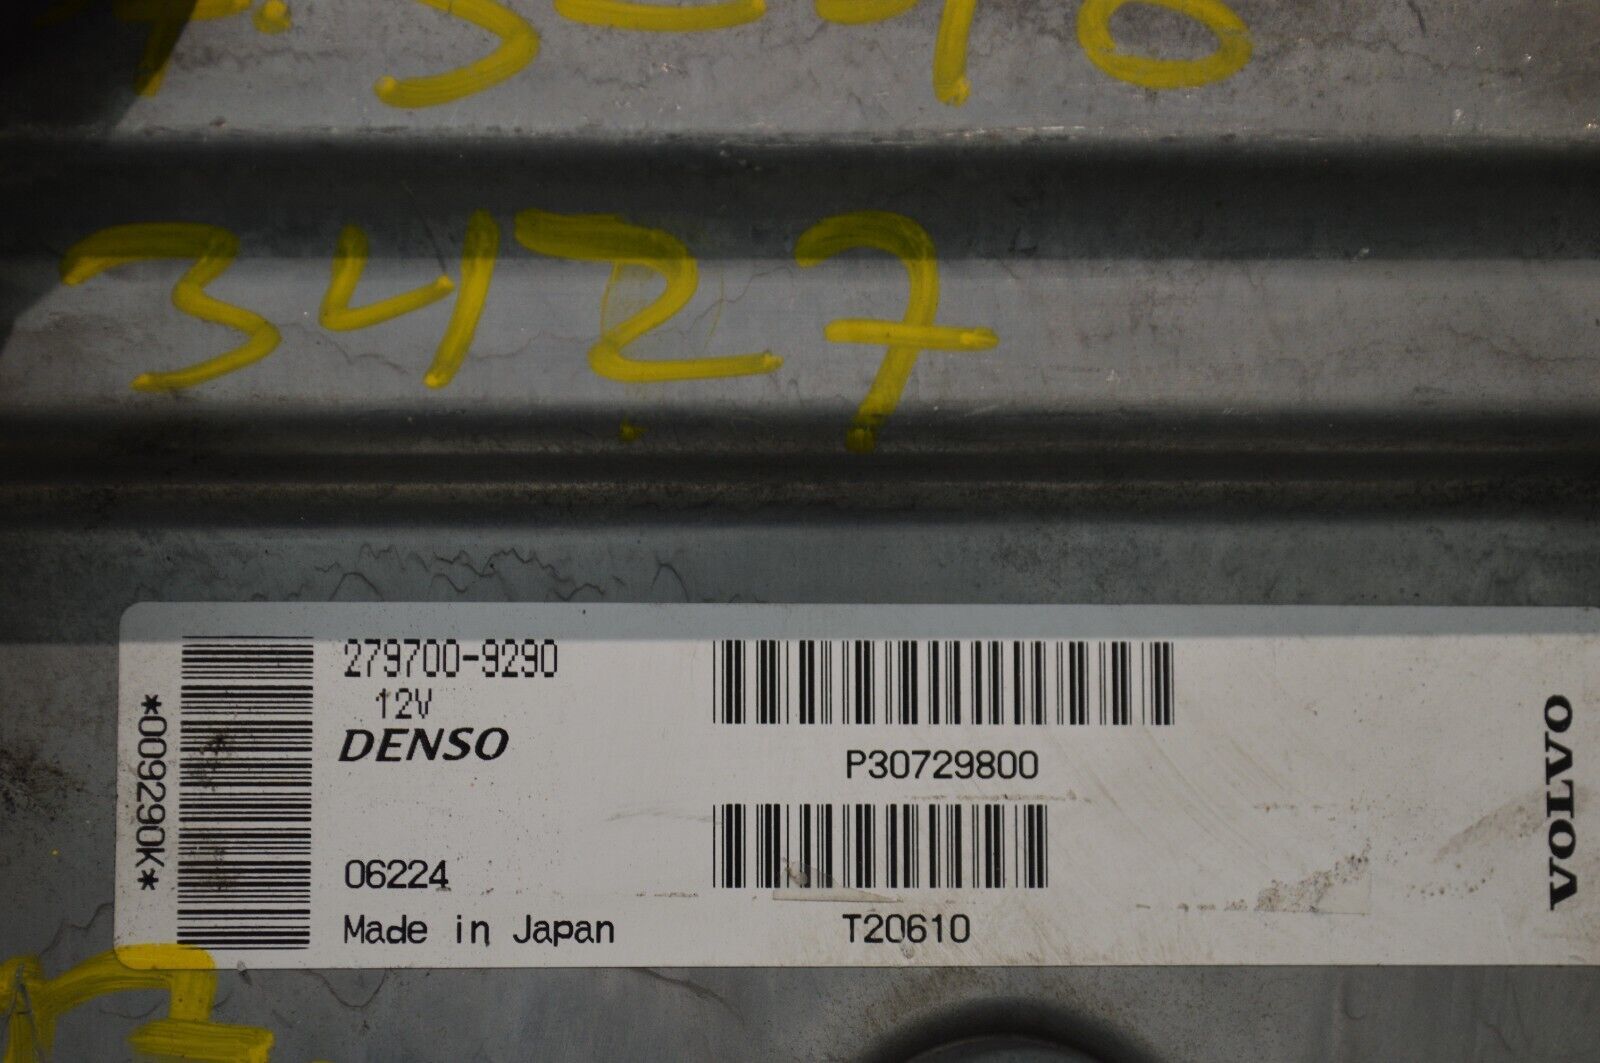 3427
279700-9290
12V
DENSO
*009290K*
06224
Made in Japan
P30729800
T20610
VOLVO